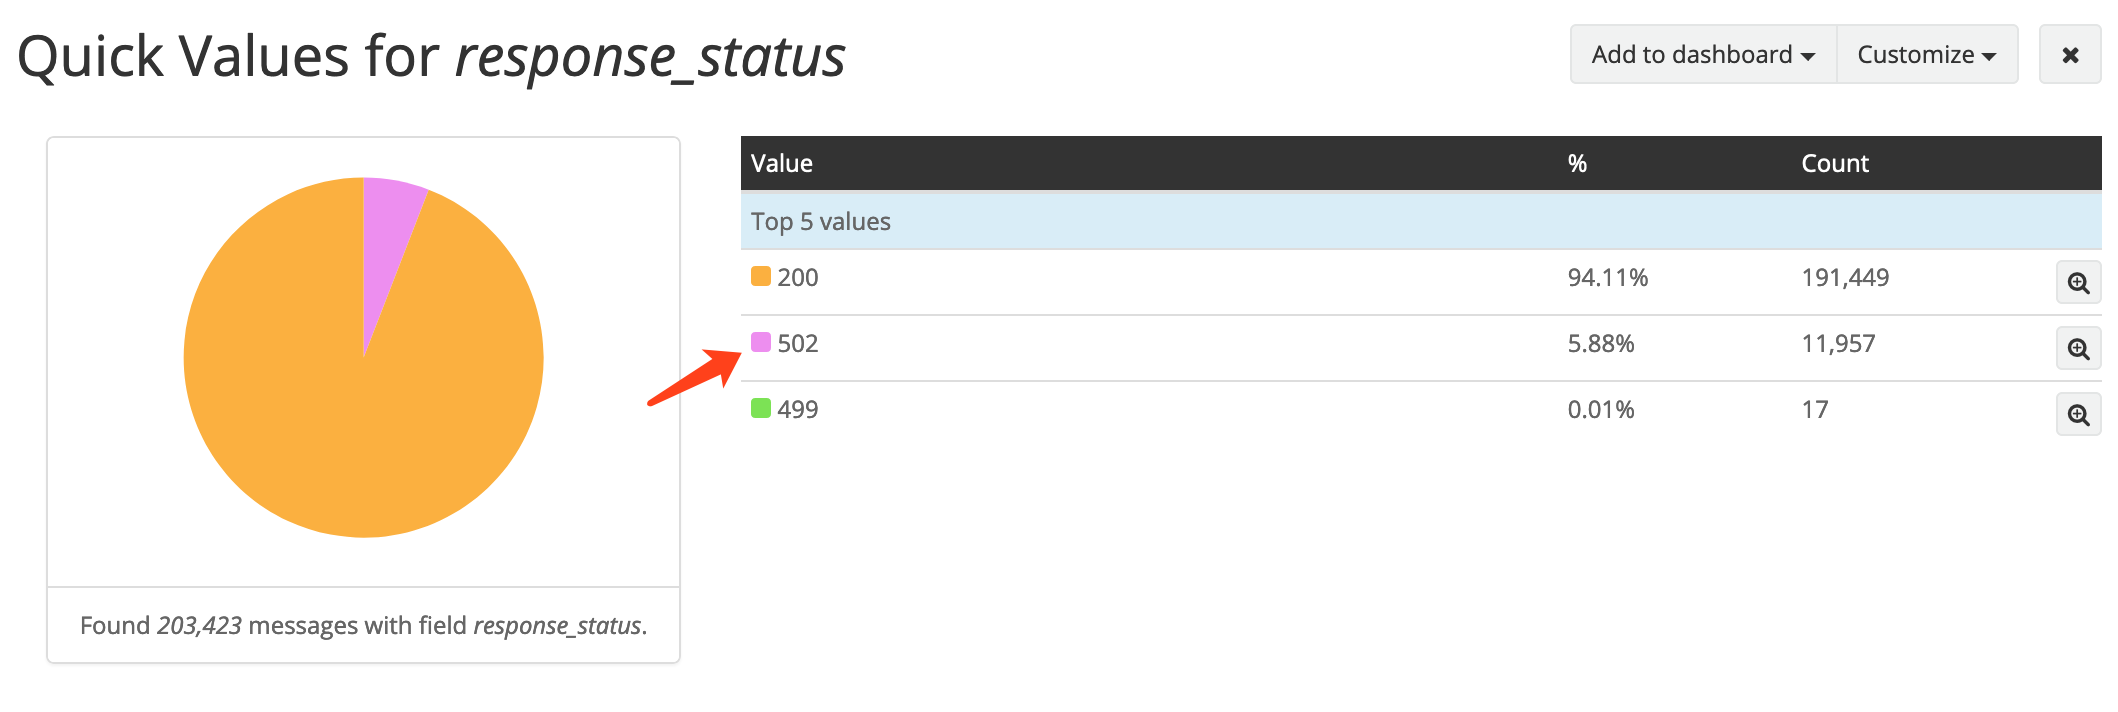 Quick Values for response_status
Add to dashboard Customize
Value % Count
Top 5 values
200 94.11% 191,449
502 5.88% 11,957
499 0.01% 17
Found 203,423 messages with field response_status.